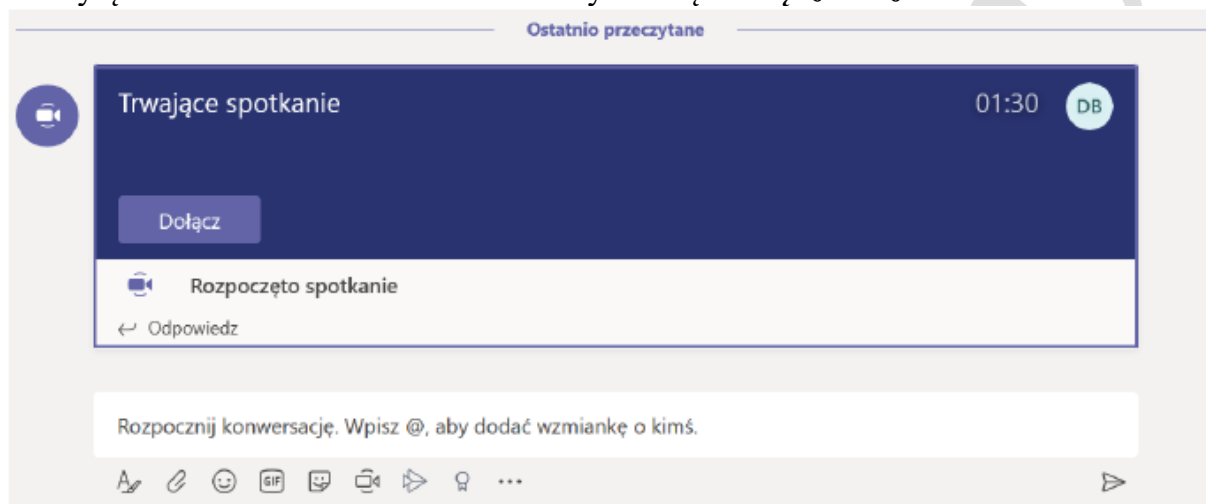 Ostatnio przeczytane
Trwające spotkanie
01:30
DB
Dołącz
Rozpoczęto spotkanie
Odpowiedz
Rozpocznij konwersację. Wpisz @, aby dodać wzmiankę o kimś.
GIF